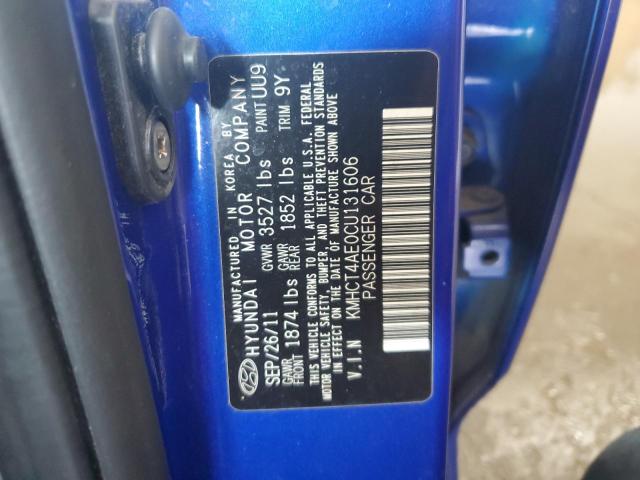 MANUFACTURED IN KOREA BY
HYUNDAI MOTOR COMPANY
SEP/26/11 GVWR 3527 lbs PAINT UU9
GAWR FRONT 1874 lbs GAWR REAR 1852 lbs TRIM 9Y
THIS VEHICLE CONFORMS TO ALL APPLICABLE U.S.A. FEDERAL
MOTOR VEHICLE SAFETY, BUMPER, AND THEFT PREVENTION STANDARDS
IN EFFECT ON THE DATE OF MANUFACTURE SHOWN ABOVE
V.I.N KMHCT4AE0CU131606
PASSENGER CAR